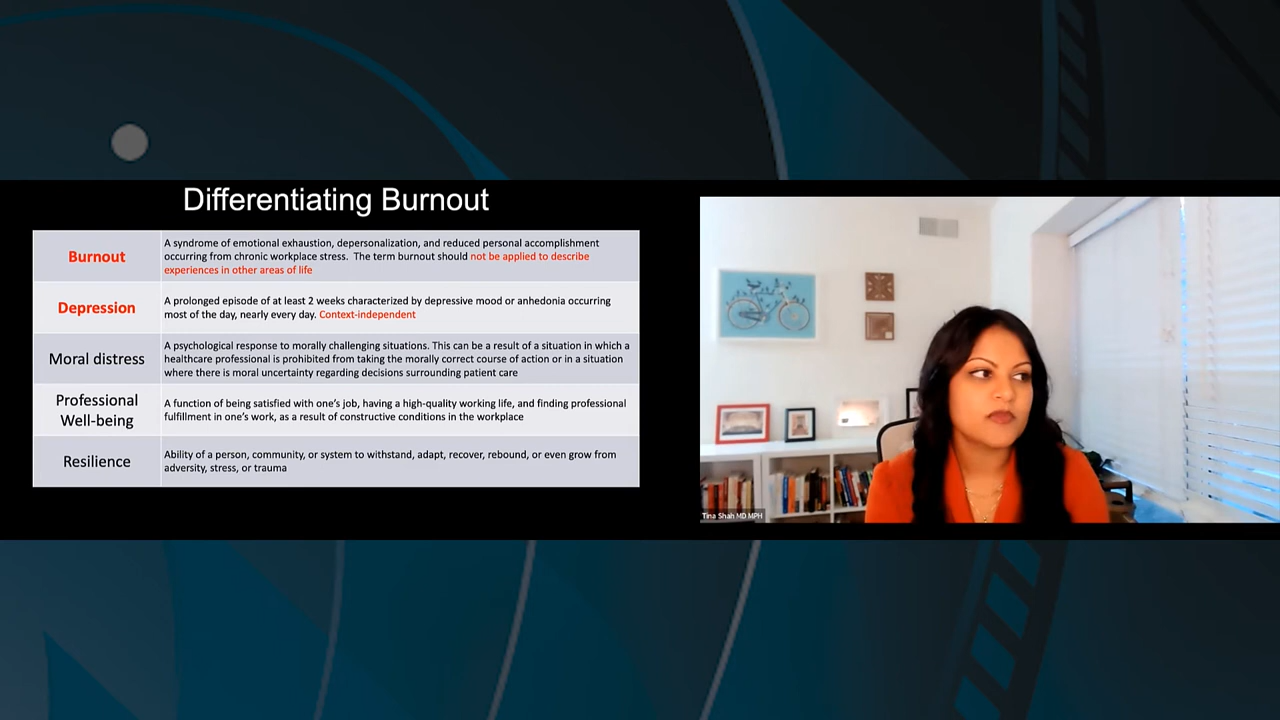 Differentiating Burnout
Burnout
A syndrome of emotional exhaustion, depersonalization, and reduced personal accomplishment
occurring from chronic workplace stress.  The term burnout should not be applied to describe
experiences in other areas of life
Depression
A prolonged episode of at least 2 weeks characterized by depressive mood or anhedonia occurring
most of the day, nearly every day. Context-independent
Moral distress
A psychological response to morally challenging situations. This can be a result of a situation in which a
healthcare professional is prohibited from taking the morally correct course of action or in a situation
where there is moral uncertainty regarding decisions surrounding patient care
Professional
Well-being
A function of being satisfied with one’s job, having a high-quality working life, and finding professional
fulfillment in one’s work, as a result of constructive conditions in the workplace
Resilience
Ability of a person, community, or system to withstand, adapt, recover, rebound, or even grow from
adversity, stress, or trauma
Tina Shah MD MPH